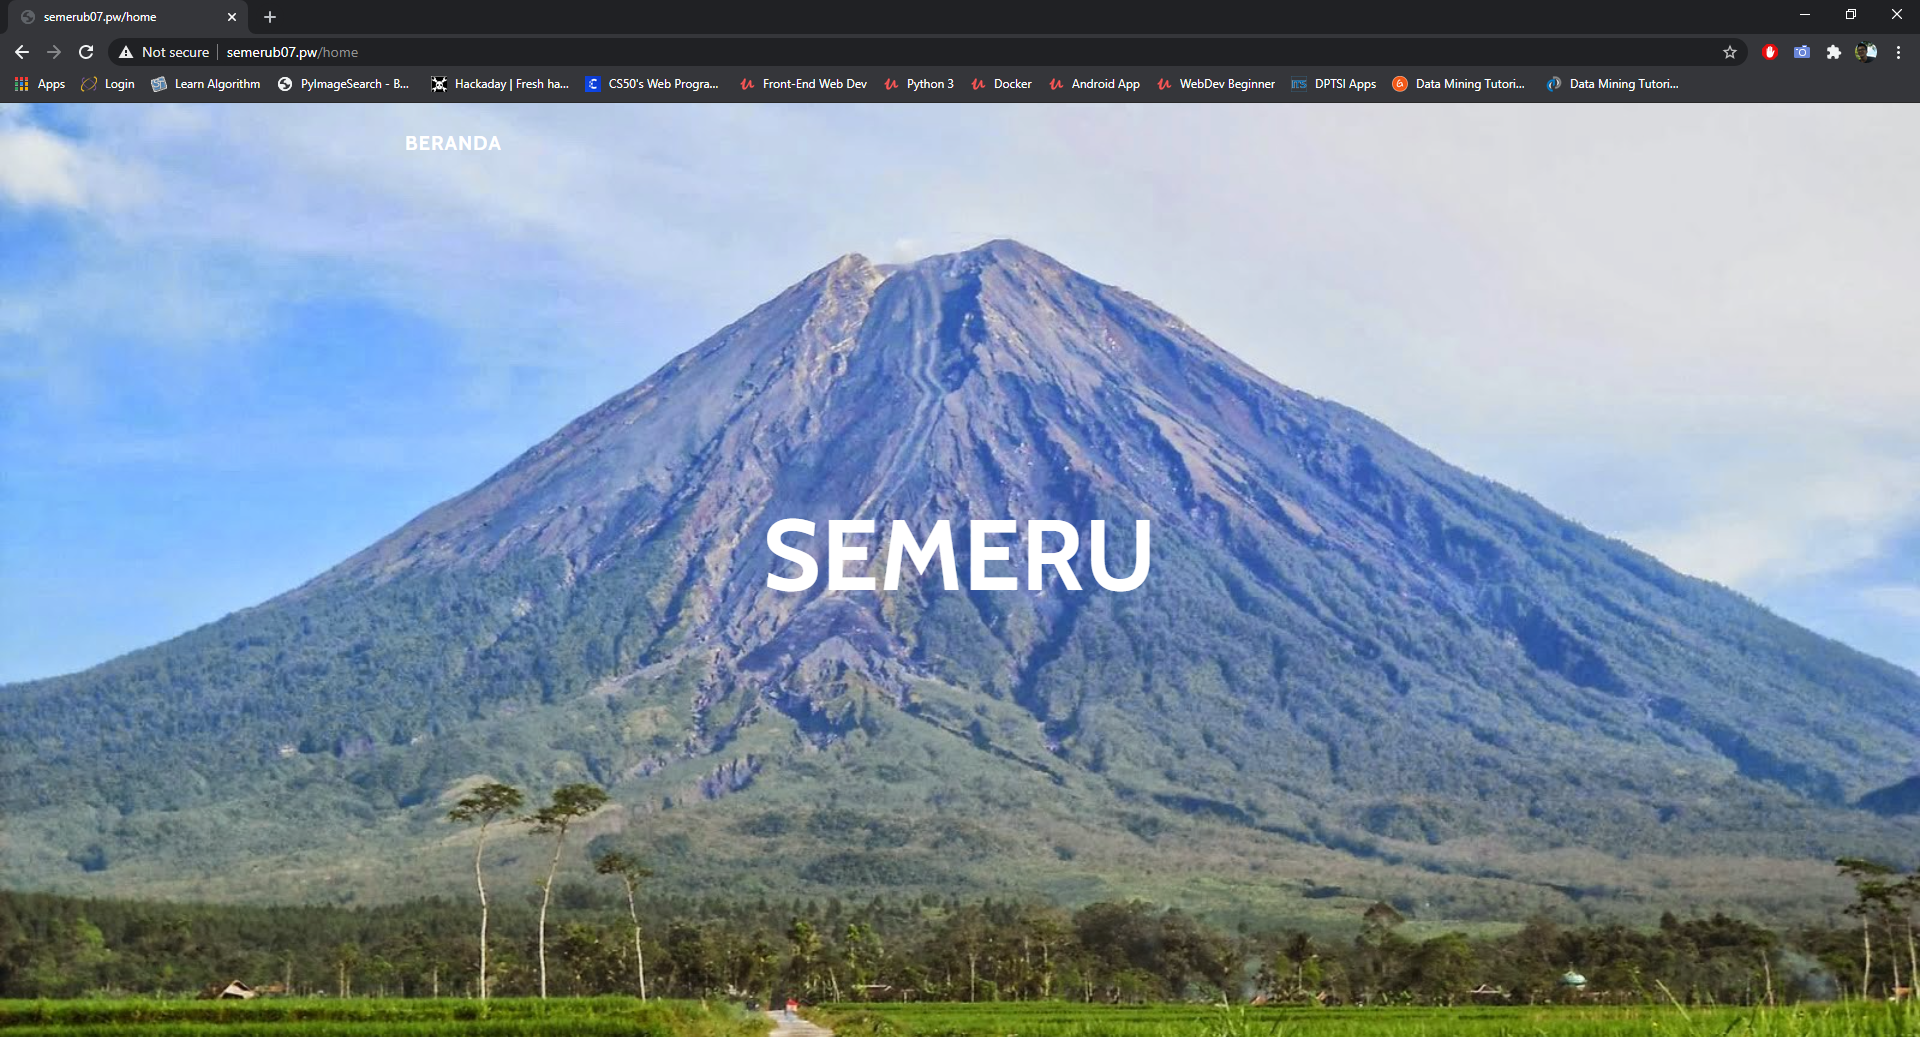 semerub07.pw/home
Not secure semerub07.pw/home
Apps Login Learn Algorithm PyImageSearch - B... Hackaday | Fresh ha... CS50's Web Progra... Front-End Web Dev Python 3 Docker Android App WebDev Beginner DPTSI Apps Data Mining Tutori... Data Mining Tutori...
BERANDA
SEMERU